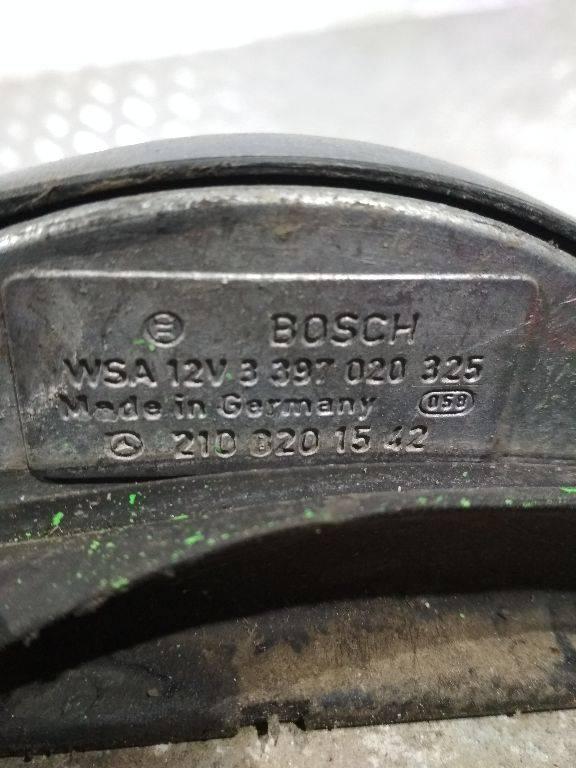 BOSCH
WSA 12V 3 397 020 325
Made in Germany 058
210 820 15 42